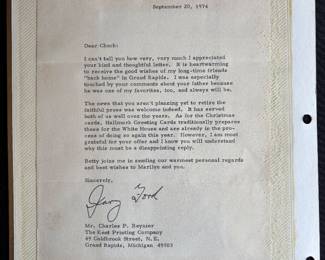 September 20, 1974
Dear Chuck:
I can't tell you how very, very much I appreciated
your kind and thoughtful letter. It is heartwarming
to receive the good wishes of my long-time friends
"back home" in Grand Rapids. I was especially
touched by your comments about your father because
he was one of my favorites, too, and always will be.
The news that you aren't planning yet to retire the
faithful press was welcome indeed. It has served
both of us well over the years. As for the Christmas
cards, Hallmark Greeting Cards traditionally prepares
these for the White House and are already in the pro-
cess of doing so again this year. However, I am most
grateful for your offer and I know you will understand
why this must be a disappointing reply.
Betty joins me in sending our warmest personal regards
and best wishes to Marilyn and you.
Sincerely,
Jerry Ford
Mr. Charles P. Reynier
The Kent Printing Company
49 Coldbrook Street, N.E.
Grand Rapids, Michigan 49503